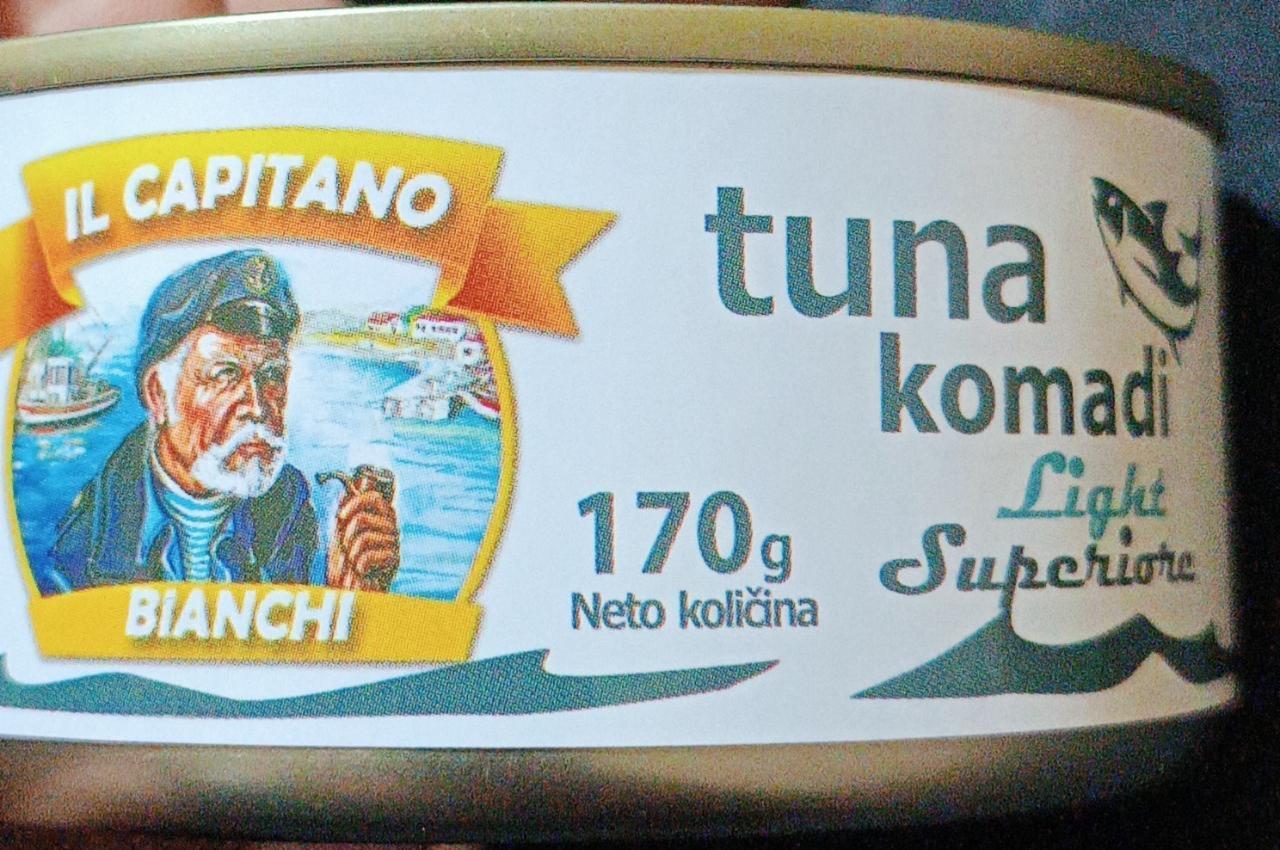 IL CAPITANO
BIANCHI
tuna
komadi
Light
Superiore
170g
Neto količina